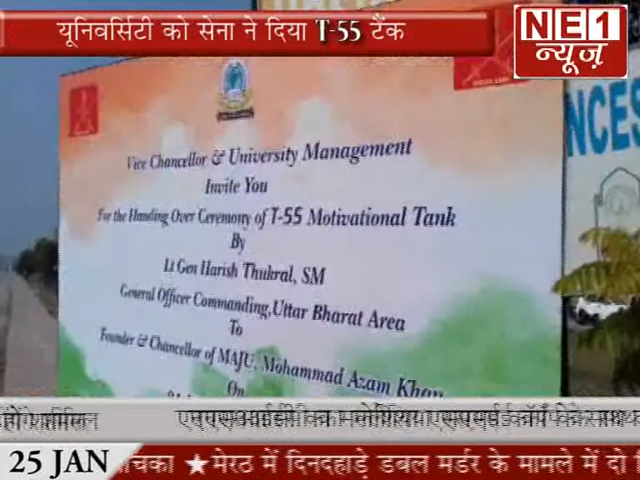 यूनिवर्सिटी को सेना ने दिया T-55 टैंक
NE1
न्यूज़
Vice Chancellor & University Management
Invite You
For the Handing Over Ceremony of T-55 Motivational Tank
By
Lt Gen Harish Thukral, SM
General Officer Commanding, Uttar Bharat Area
To
Founder & Chancellor of MAJU, Mohammad Azam Khan
On
NCES
25 JAN
★ मेरठ में दिनदहाड़े डबल मर्डर के मामले में दो